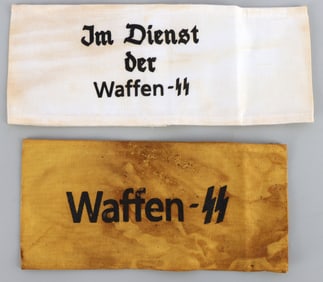 Im Dienst
der
Waffen-SS
Waffen-SS